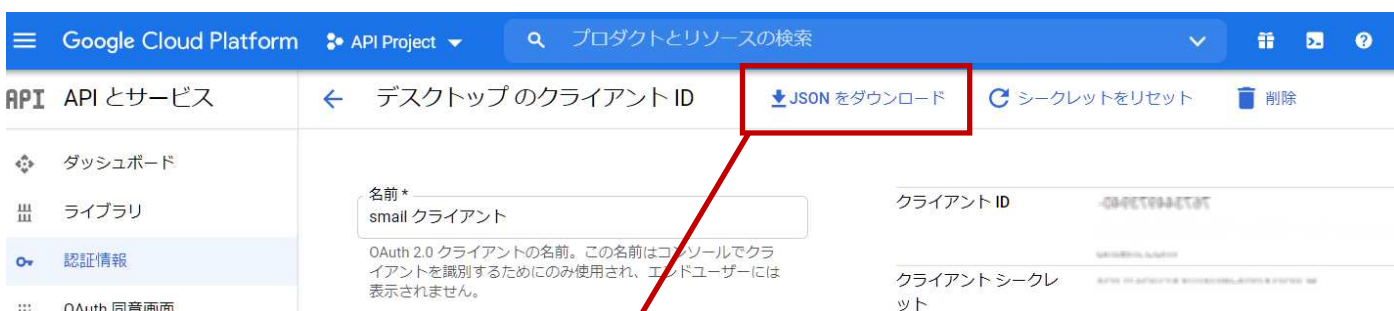 Google Cloud Platform API Project プロダクトとリソースの検索
API API とサービス デスクトップ のクライアント ID JSON をダウンロード シークレットをリセット 削除
ダッシュボード
ライブラリ
認証情報
OAuth 同意画面
名前 *
smail クライアント
OAuth 2.0 クライアントの名前。この名前はコンソールでクラ
イアントを識別するためにのみ使用され、エンドユーザーには
表示されません。
クライアント ID
クライアント シークレ
ット